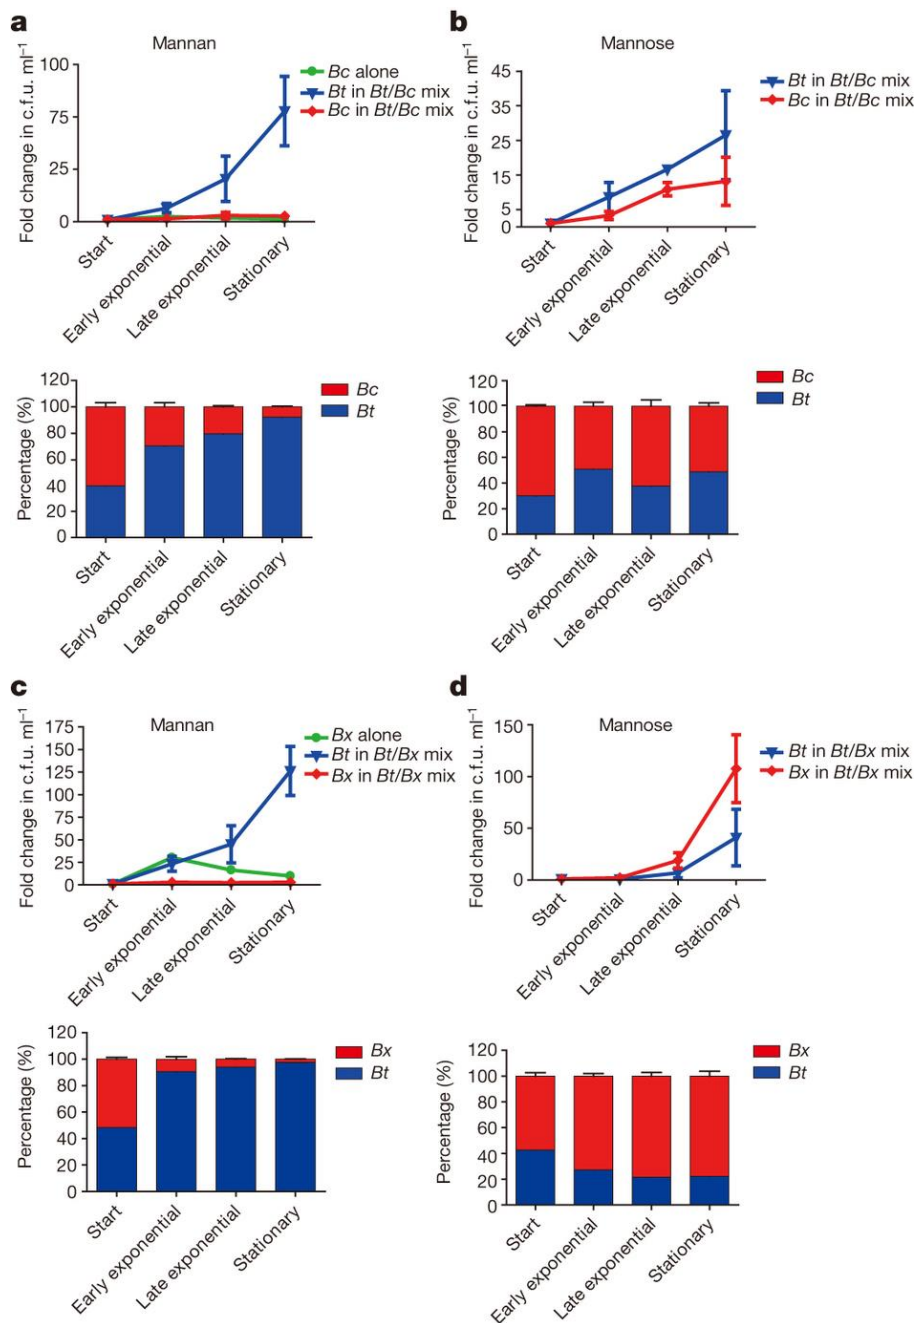 a
Mannan
Fold change in c.f.u. ml⁻¹
100
75
25
0
Bc alone
Bt in Bt/Bc mix
Bc in Bt/Bc mix
Start
Early exponential
Late exponential
Stationary
Percentage (%)
120
100
80
60
40
20
0
Bc
Bt
Start
Early exponential
Late exponential
Stationary
b
Mannose
Fold change in c.f.u. ml⁻¹
45
35
25
15
5
0
Bt in Bt/Bc mix
Bc in Bt/Bc mix
Start
Early exponential
Late exponential
Stationary
Percentage (%)
120
100
80
60
40
20
0
Bc
Bt
Start
Early exponential
Late exponential
Stationary
c
Mannan
Fold change in c.f.u. ml⁻¹
175
150
125
100
75
50
25
0
Bx alone
Bt in Bt/Bx mix
Bx in Bt/Bx mix
Start
Early exponential
Late exponential
Stationary
Percentage (%)
120
100
80
60
40
20
0
Bx
Bt
Start
Early exponential
Late exponential
Stationary
d
Mannose
Fold change in c.f.u. ml⁻¹
150
100
50
0
Bt in Bt/Bx mix
Bx in Bt/Bx mix
Start
Early exponential
Late exponential
Stationary
Percentage (%)
120
100
80
60
40
20
0
Bx
Bt
Start
Early exponential
Late exponential
Stationary